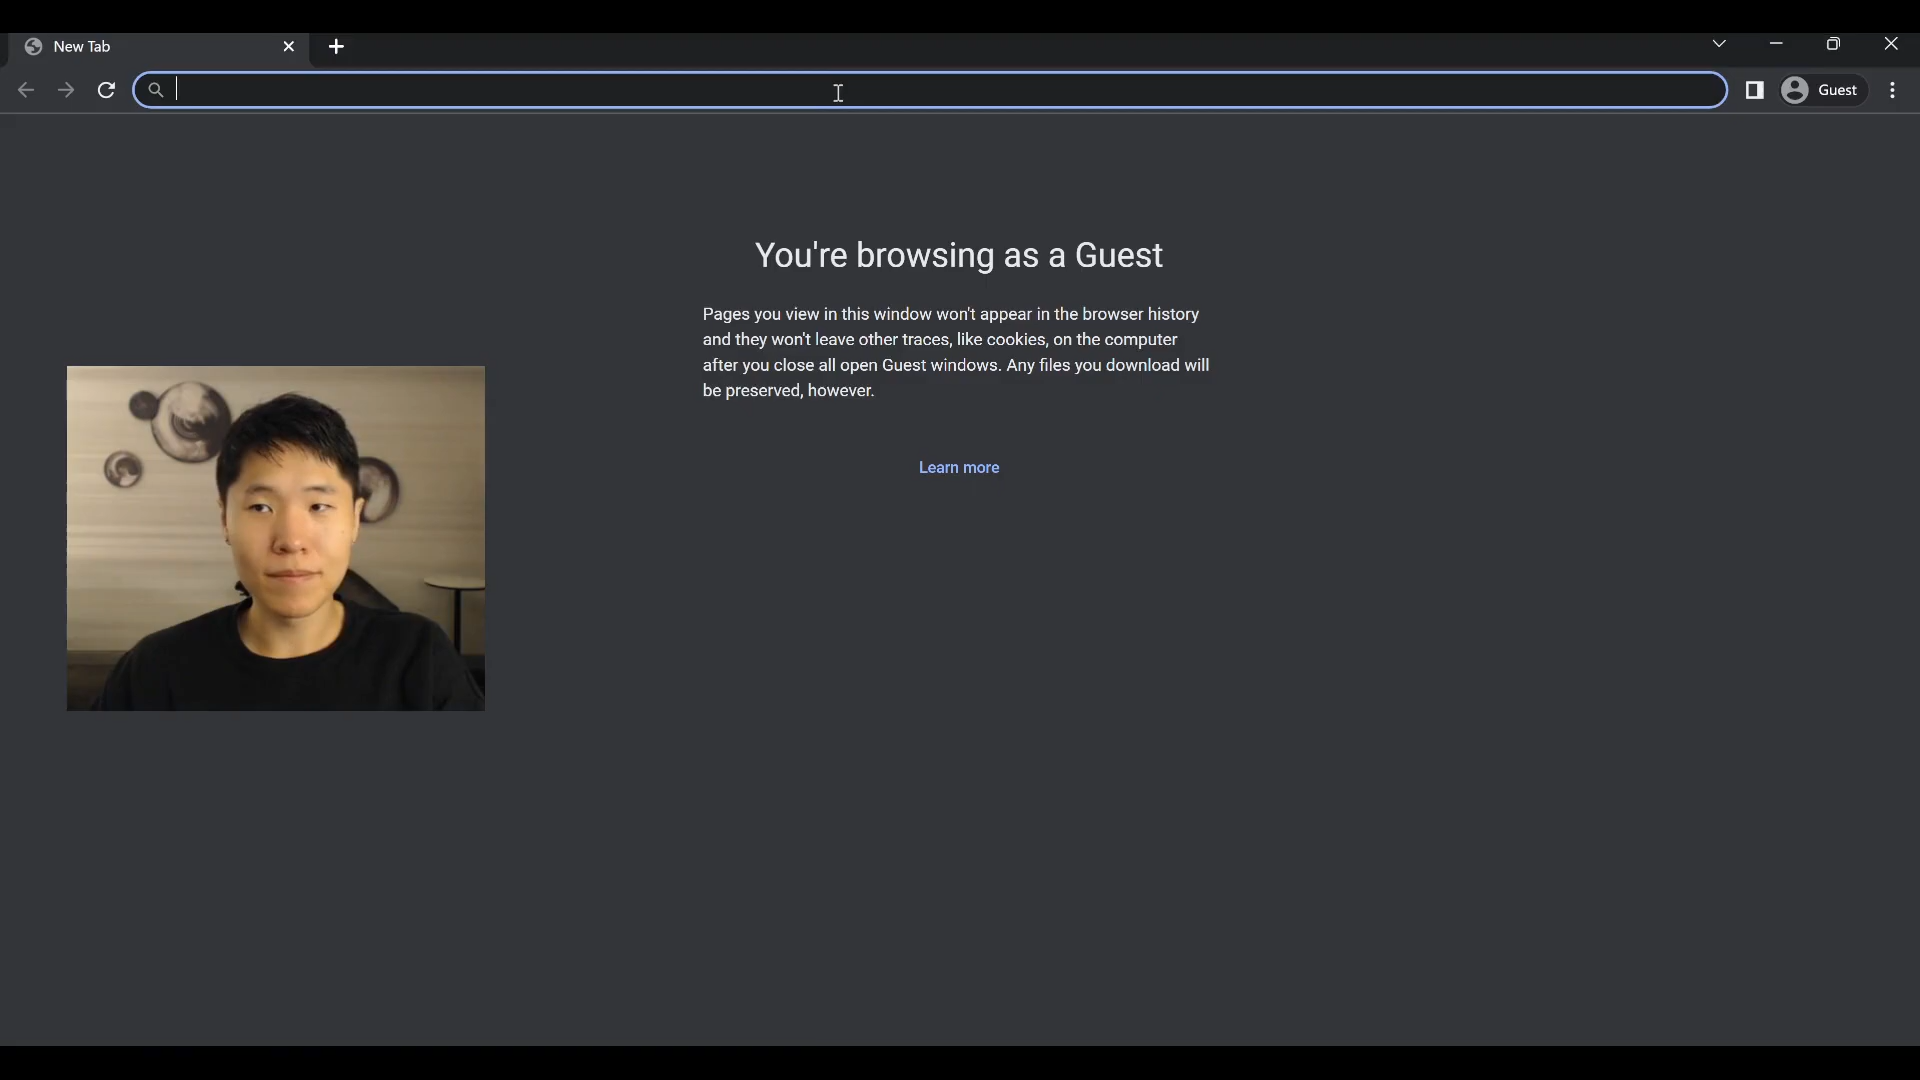 New Tab
Guest
You're browsing as a Guest
Pages you view in this window won't appear in the browser history
and they won't leave other traces, like cookies, on the computer
after you close all open Guest windows. Any files you download will
be preserved, however.
Learn more